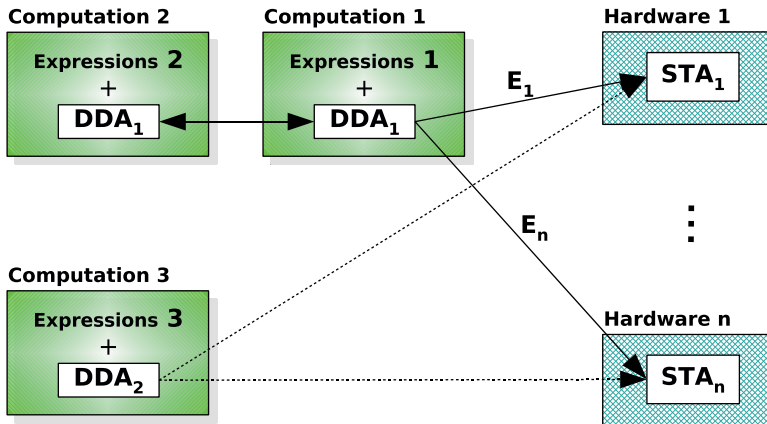 Computation 2
Computation 1
Hardware 1
Expressions 2
+
DDA1
Expressions 1
+
DDA1
E1
STA1
En
Computation 3
Expressions 3
+
DDA2
Hardware n
STAn